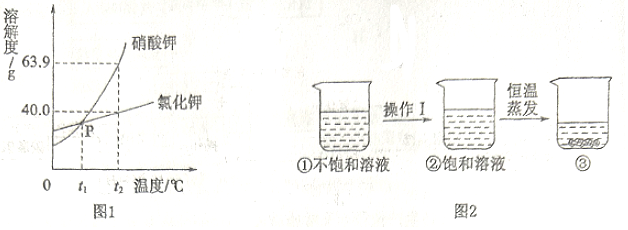 溶解度/g
硝酸钾
63.9
氯化钾
40.0
P
0
t₁
t₂
温度/℃
图1
操作Ⅰ
恒温
蒸发
①不饱和溶液
②饱和溶液
③
图2